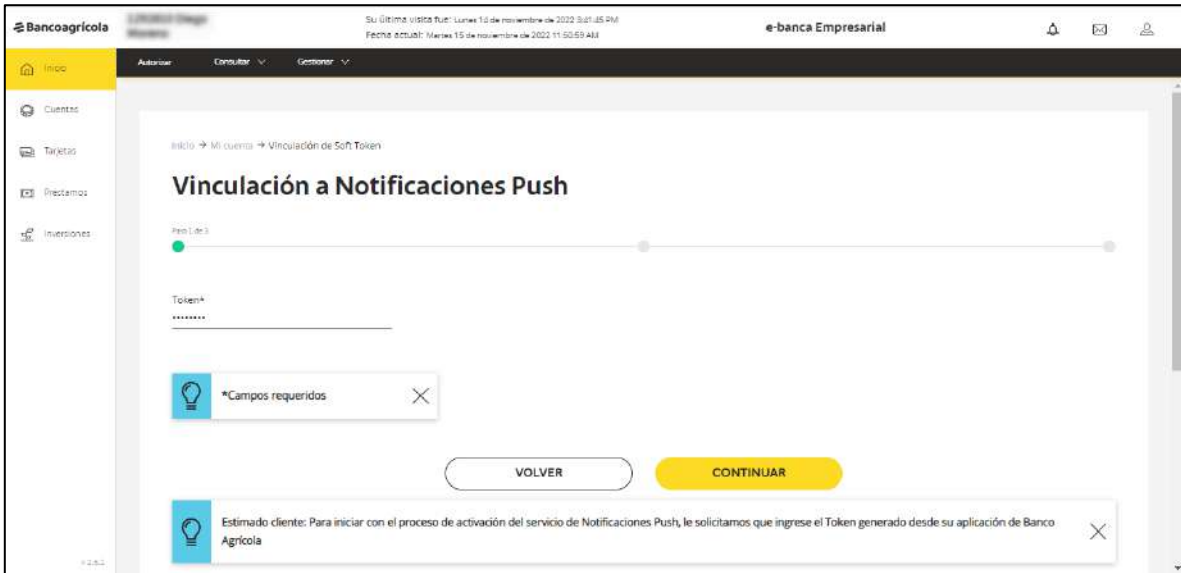 Bancoagrícola
Su última visita fue: Lunes 14 de noviembre de 2022 3:41:45 PM
Fecha actual: Martes 15 de noviembre de 2022 11:50:59 AM
e-banca Empresarial
Inicio
Autorizar Consultar Gestionar
Cuentas
Tarjetas
Préstamos
Inversiones
Inicio → Mi cuenta → Vinculación de Soft Token
Vinculación a Notificaciones Push
Paso 1 de 3
Token*
••••••••
*Campos requeridos
VOLVER
CONTINUAR
Estimado cliente: Para iniciar con el proceso de activación del servicio de Notificaciones Push, le solicitamos que ingrese el Token generado desde su aplicación de Banco
Agrícola